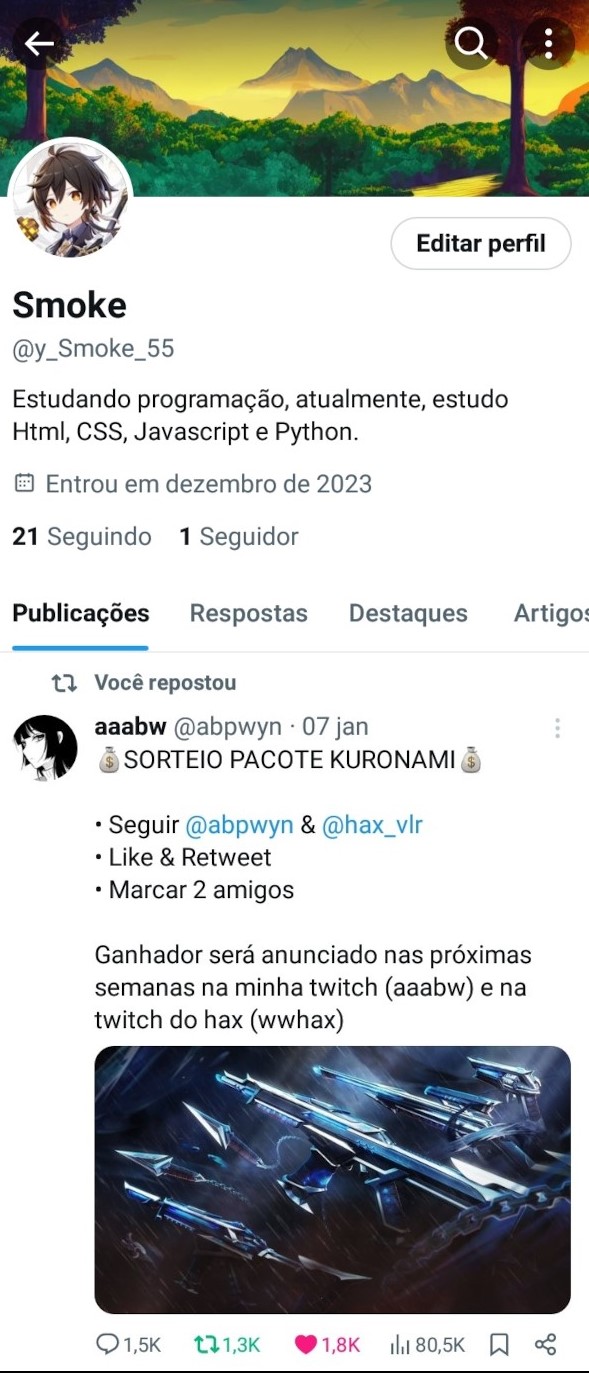 Editar perfil
Smoke
@y_Smoke_55
Estudando programação, atualmente, estudo
Html, CSS, Javascript e Python.
Entrou em dezembro de 2023
21 Seguindo 1 Seguidor
Publicações Respostas Destaques Artigos
Você repostou
aaabw @abpwyn · 07 jan
💰SORTEIO PACOTE KURONAMI💰
• Seguir @abpwyn & @hax_vlr
• Like & Retweet
• Marcar 2 amigos
Ganhador será anunciado nas próximas
semanas na minha twitch (aaabw) e na
twitch do hax (wwhax)
1,5K 1,3K 1,8K 80,5K